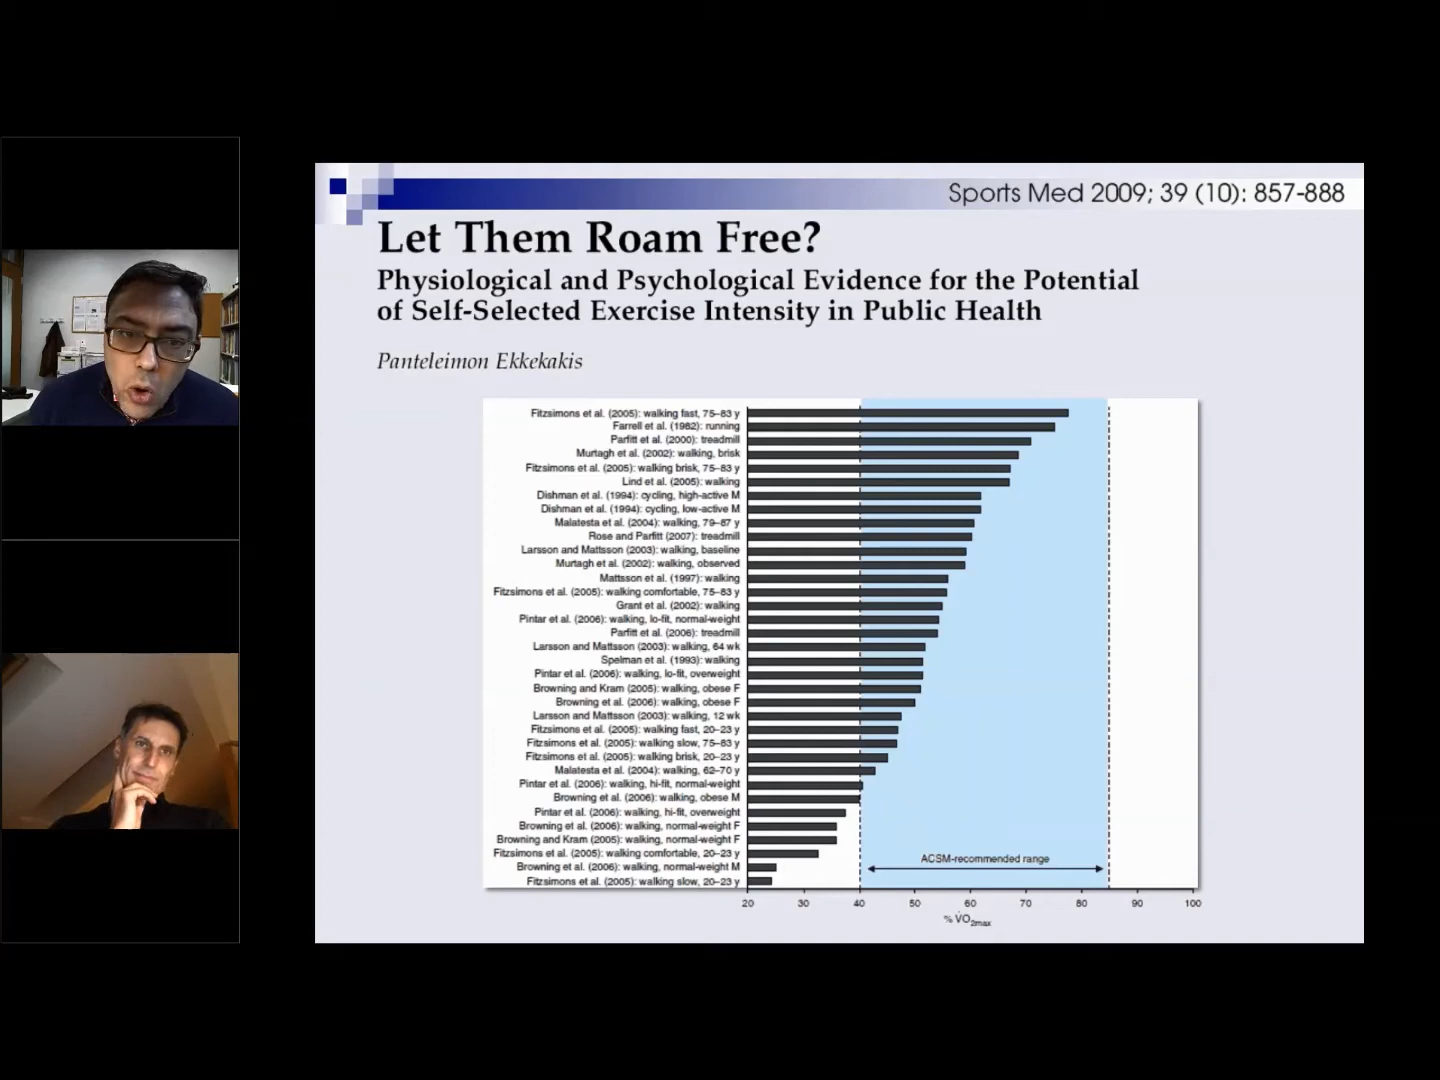 Sports Med 2009; 39 (10): 857-888
Let Them Roam Free?
Physiological and Psychological Evidence for the Potential
of Self-Selected Exercise Intensity in Public Health
Panteleimon Ekkekakis
Fitzsimons et al. (2005): walking fast, 75–83 y
Farrell et al. (1982): running
Parfitt et al. (2000): treadmill
Murtagh et al. (2002): walking, brisk
Fitzsimons et al. (2005): walking brisk, 75–83 y
Lind et al. (2005): walking
Dishman et al. (1994): cycling, high-active M
Dishman et al. (1994): cycling, low-active M
Malatesta et al. (2004): walking, 79–87 y
Rose and Parfitt (2007): treadmill
Larsson and Mattsson (2003): walking, baseline
Murtagh et al. (2002): walking, observed
Mattsson et al. (1997): walking
Fitzsimons et al. (2005): walking comfortable, 75–83 y
Grant et al. (2002): walking
Pintar et al. (2006): walking, lo-fit, normal-weight
Parfitt et al. (2006): treadmill
Larsson and Mattsson (2003): walking, 64 wk
Spelman et al. (1993): walking
Pintar et al. (2006): walking, lo-fit, overweight
Browning and Kram (2005): walking, obese F
Browning et al. (2006): walking, obese F
Larsson and Mattsson (2003): walking, 12 wk
Fitzsimons et al. (2005): walking fast, 20–23 y
Fitzsimons et al. (2005): walking slow, 75–83 y
Fitzsimons et al. (2005): walking brisk, 20–23 y
Malatesta et al. (2004): walking, 62–70 y
Pintar et al. (2006): walking, hi-fit, normal-weight
Browning et al. (2006): walking, obese M
Pintar et al. (2006): walking, hi-fit, overweight
Browning et al. (2006): walking, normal-weight F
Browning and Kram (2005): walking, normal-weight F
Fitzsimons et al. (2005): walking comfortable, 20–23 y
Browning et al. (2006): walking, normal-weight M
Fitzsimons et al. (2005): walking slow, 20–23 y
ACSM-recommended range
20 30 40 50 60 70 80 90 100
% V̇O2max